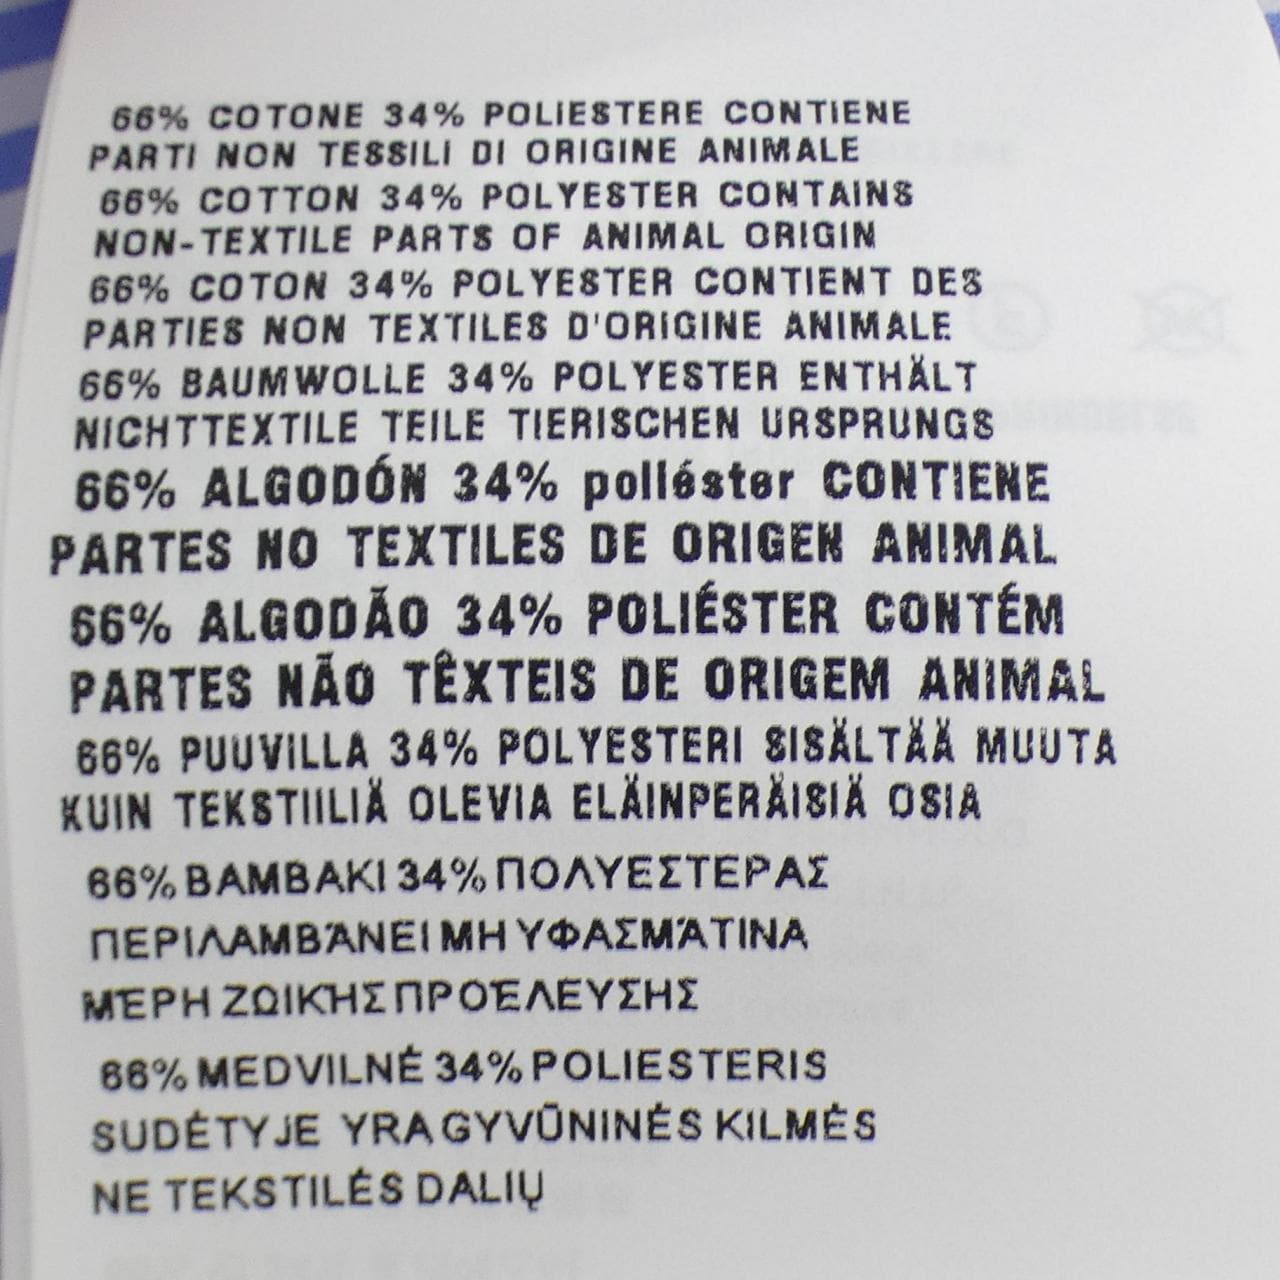 66% COTONE 34% POLIESTERE CONTIENE
PARTI NON TESSILI DI ORIGINE ANIMALE
66% COTTON 34% POLYESTER CONTAINS
NON-TEXTILE PARTS OF ANIMAL ORIGIN
66% COTON 34% POLYESTER CONTIENT DES
PARTIES NON TEXTILES D'ORIGINE ANIMALE
66% BAUMWOLLE 34% POLYESTER ENTHÄLT
NICHTTEXTILE TEILE TIERISCHEN URSPRUNGS
66% ALGODÓN 34% poliéster CONTIENE
PARTES NO TEXTILES DE ORIGEN ANIMAL
66% ALGODÃO 34% POLIÉSTER CONTÉM
PARTES NÃO TÊXTEIS DE ORIGEM ANIMAL
66% PUUVILLA 34% POLYESTERI SISÄLTÄÄ MUUTA
KUIN TEKSTIILIÄ OLEVIA ELÄINPERÄISIÄ OSIA
66% ΒΑΜΒΑΚΙ 34% ΠΟΛΥΕΣΤΕΡΑΣ
ΠΕΡΙΛΑΜΒΆΝΕΙ ΜΗ ΥΦΑΣΜΆΤΙΝΑ
ΜΈΡΗ ΖΩΙΚΉΣ ΠΡΟΈΛΕΥΣΗΣ
66% MEDVILNĖ 34% POLIESTERIS
SUDĖTYJE YRA GYVŪNINĖS KILMĖS
NE TEKSTILĖS DALIŲ